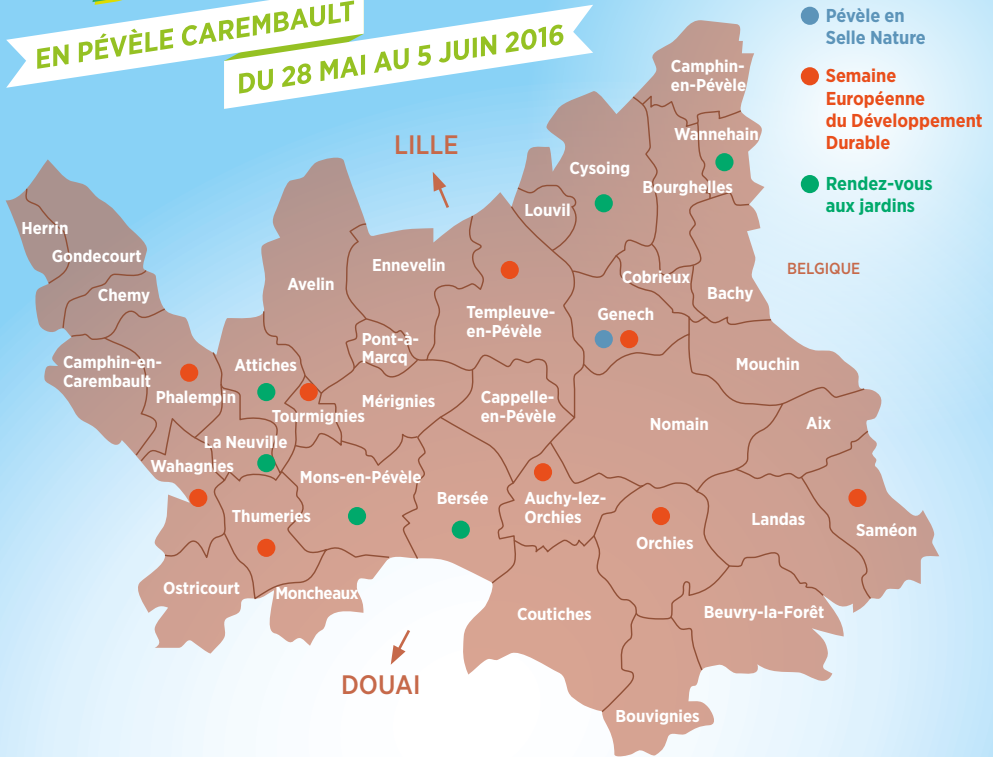 EN PÉVÈLE CAREMBAULT
DU 28 MAI AU 5 JUIN 2016
Pévèle en
Selle Nature
Semaine
Européenne
du Développement
Durable
Rendez-vous
aux jardins
LILLE
BELGIQUE
DOUAI
Camphin-
en-Pévèle
Wannehain
Cysoing
Bourghelles
Louvil
Herrin
Gondecourt
Chemy
Avelin
Ennevelin
Cobrieux
Bachy
Templeuve-
en-Pévèle
Genech
Pont-à-
Marcq
Camphin-en-
Carembault
Attiches
Phalempin
Tourmignies
Mérignies
Cappelle-
en-Pévèle
Mouchin
Nomain
Aix
La Neuville
Wahagnies
Mons-en-Pévèle
Bersée
Auchy-lez-
Orchies
Thumeries
Orchies
Landas
Saméon
Ostricourt
Moncheaux
Coutiches
Beuvry-la-Forêt
Bouvignies